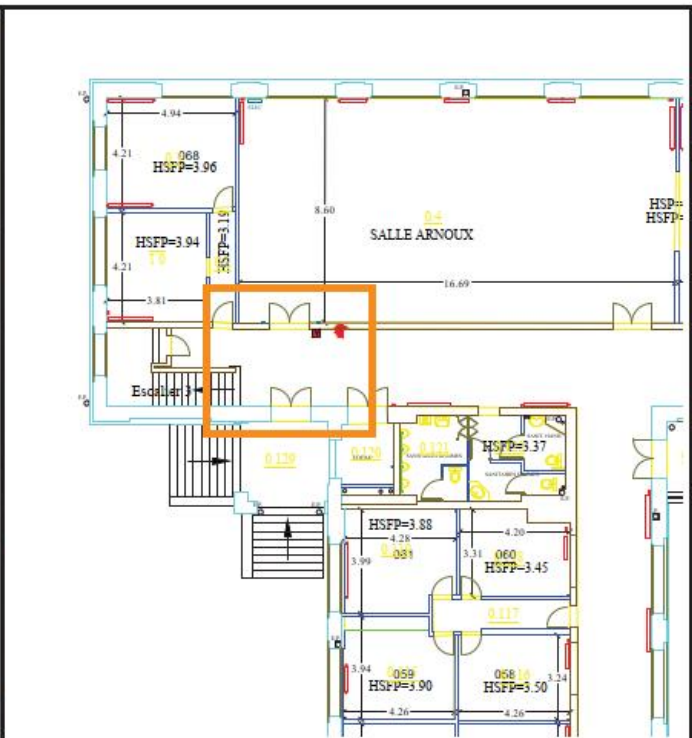 4.94
4.21
068
HSFP=3.96
8.60
0.4
SALLE ARNOUX
HSP=
HSFP=
HSFP=3.94
HSFP=3.19
4.21
3.81
16.69
Escalier 3
0.129
0.120
0.121
HSFP=3.37
HSFP=3.88
4.28
081
3.99
4.20
3.31
060
HSFP=3.45
0.117
3.94
059
HSFP=3.90
4.26
058
HSFP=3.50
3.24
4.26